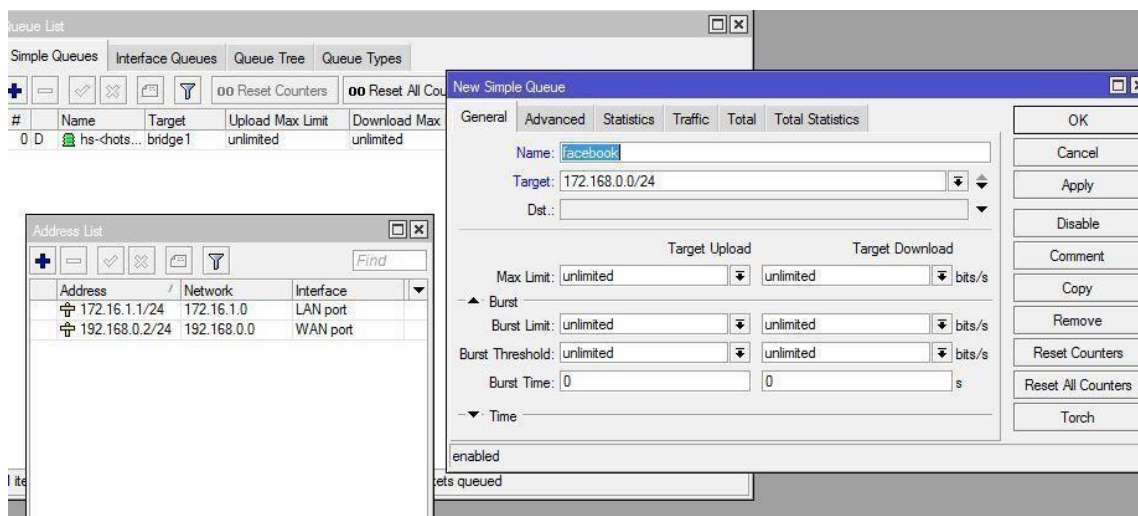 Queue List
Simple Queues Interface Queues Queue Tree Queue Types
00 Reset Counters 00 Reset All Cou
# Name Target Upload Max Limit Download Max
0 D hs-<hots... bridge1 unlimited unlimited
Address List
Find
Address Network Interface
172.16.1.1/24 172.16.1.0 LAN port
192.168.0.2/24 192.168.0.0 WAN port
ets queued
New Simple Queue
General Advanced Statistics Traffic Total Total Statistics
Name: facebook
Target: 172.168.0.0/24
Dst.:
Target Upload Target Download
Max Limit: unlimited unlimited bits/s
Burst
Burst Limit: unlimited unlimited bits/s
Burst Threshold: unlimited unlimited bits/s
Burst Time: 0 0 s
Time
enabled
OK
Cancel
Apply
Disable
Comment
Copy
Remove
Reset Counters
Reset All Counters
Torch